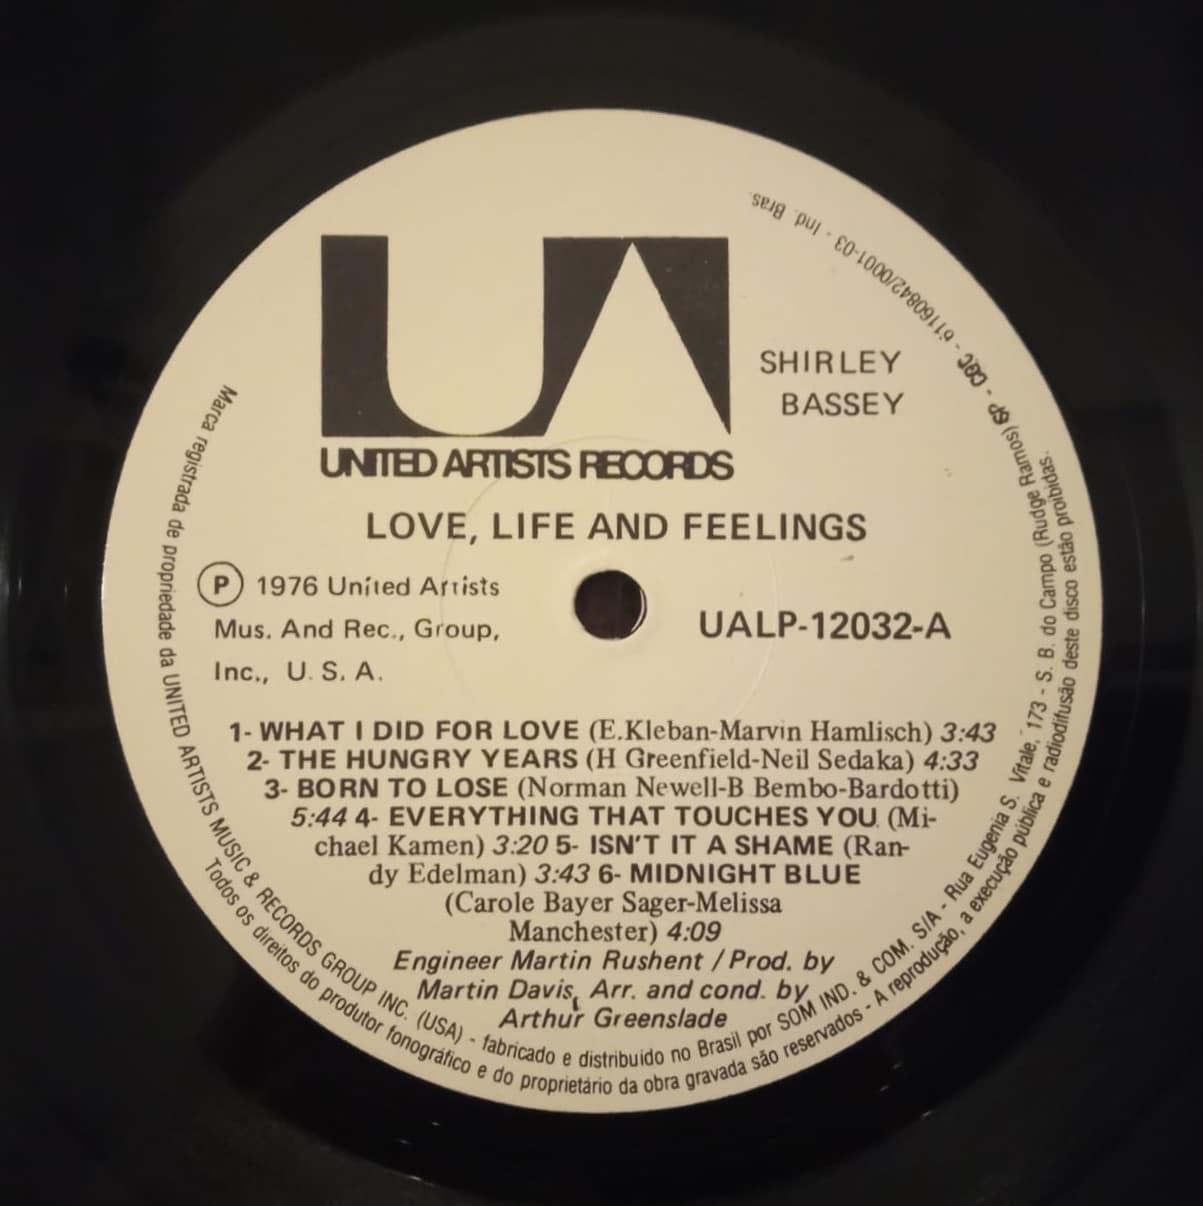 UA
UNITED ARTISTS RECORDS
SHIRLEY
BASSEY
LOVE, LIFE AND FEELINGS
P 1976 United Artists
Mus. And Rec., Group,
Inc., U. S. A.
UALP-12032-A
1- WHAT I DID FOR LOVE (E.Kleban-Marvin Hamlisch) 3:43
2- THE HUNGRY YEARS (H Greenfield-Neil Sedaka) 4:33
3- BORN TO LOSE (Norman Newell-B Bembo-Bardotti)
5:44 4- EVERYTHING THAT TOUCHES YOU (Mi-
chael Kamen) 3:20 5- ISN'T IT A SHAME (Ran-
dy Edelman) 3:43 6- MIDNIGHT BLUE
(Carole Bayer Sager-Melissa
Manchester) 4:09
Engineer Martin Rushent / Prod. by
Martin Davis, Arr. and cond. by
Arthur Greenslade
Marca registrada de propriedade da UNITED ARTISTS MUSIC & RECORDS GROUP INC. (USA) - fabricado e distribuido no Brasil por SOM IND. & COM. S/A - Rua Eugenia S. Vitale, 173 - S. B. do Campo (Rudge Ramos) SP - CGC - 61160842/0001-03 - Ind. Bras.
Todos os direitos do produtor fonográfico e do proprietário da obra gravada são reservados - A reprodução, a execução pública e radiodifusão deste disco estão proibidas.